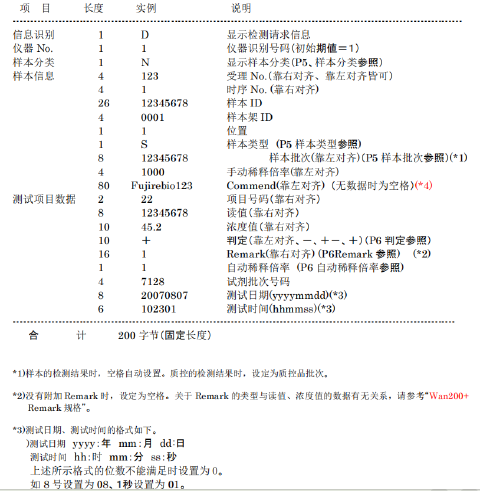 项 目 长度 实例 说明
信息识别 1 D 显示检测请求信息
仪器 No. 1 1 仪器识别号码(初始期值=1)
样本分类 1 N 显示样本分类(P5、样本分类参照)
样本信息 4 123 受理 No.(靠右对齐、靠左对齐皆可)
4 1 时序 No. (靠右对齐)
26 12345678 样本 ID
4 0001 样本架 ID
1 1 位置
1 S 样本类型 (P5 样本类型参照)
8 12345678 样本批次(靠左对齐)(P5 样本批次参照)(*1)
4 1000 手动稀释倍率(靠左对齐)
80 Fujirebio123 Commend(靠左对齐) (无数据时为空格)(*4)
测试项目数据 2 22 项目号码(靠右对齐)
8 12345678 读值(靠右对齐)
10 45.2 浓度值(靠右对齐)
10 + 判定(靠左对齐、-、+-、+)(P6 判定参照)
16 1 Remark(靠右对齐)(P6Remark 参照) (*2)
1 1 自动稀释倍率 (P6 自动稀释倍率参照)
4 7128 试剂批次号码
8 20070807 测试日期(yyyymmdd)(*3)
6 102301 测试时间(hhmmss)(*3)
合 计 200 字节(固定长度)
*1)样本的检测结果时，空格自动设置。质控的检测结果时，设定为质控品批次。
*2)没有附加 Remark 时，设定为空格。关于 Remark 的类型与读值、浓度值的数据有无关系，请参考"Wan200+
Remark 规格"。
*3)测试日期、测试时间的格式如下。
)测试日期 yyyy:年 mm:月 dd:日
测试时间 hh:时 mm:分 ss:秒
上述所示格式的位数不能满足时设置为 0。
如 8 号设置为 08、1秒设置为 01。